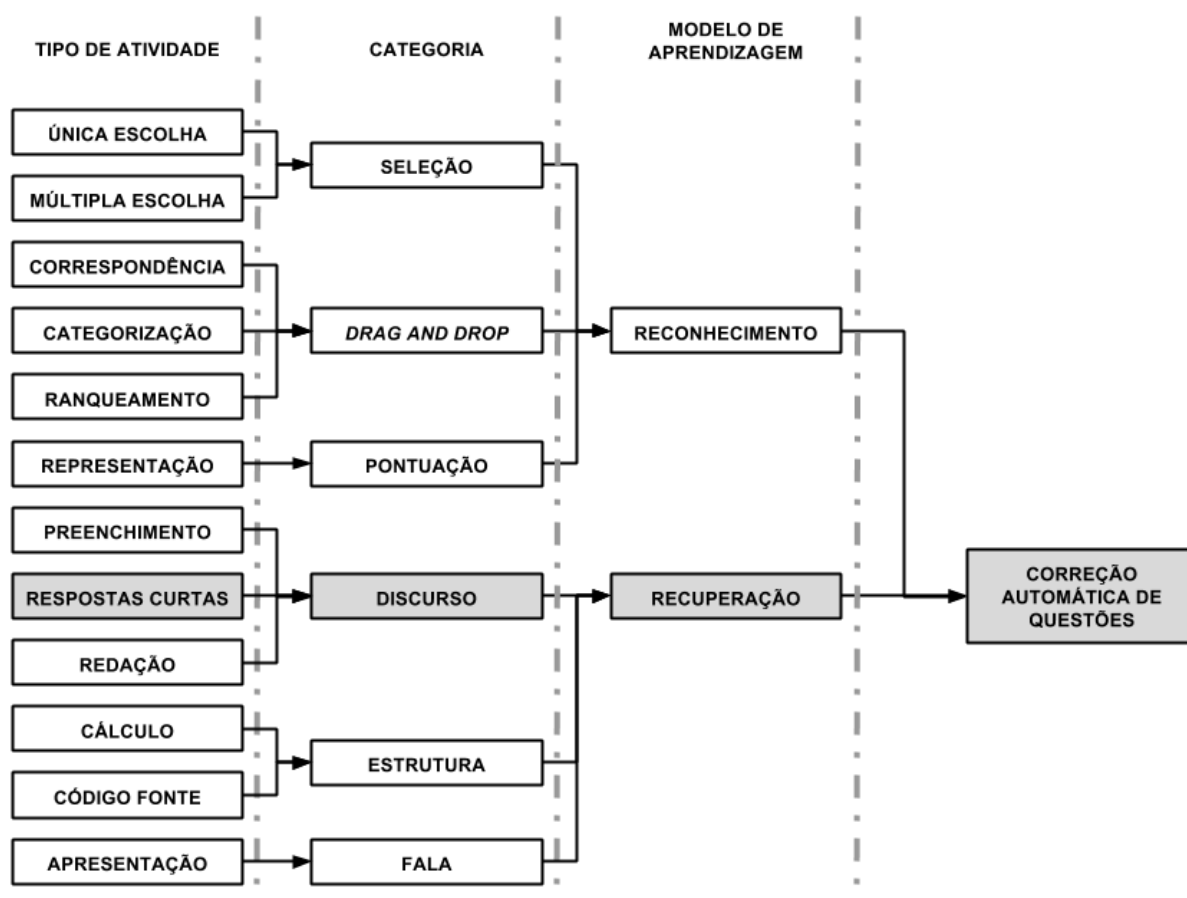 TIPO DE ATIVIDADE
CATEGORIA
MODELO DE
APRENDIZAGEM
ÚNICA ESCOLHA
MÚLTIPLA ESCOLHA
SELEÇÃO
CORRESPONDÊNCIA
CATEGORIZAÇÃO
RANQUEAMENTO
DRAG AND DROP
RECONHECIMENTO
REPRESENTAÇÃO
PONTUAÇÃO
PREENCHIMENTO
RESPOSTAS CURTAS
REDAÇÃO
DISCURSO
RECUPERAÇÃO
CORREÇÃO
AUTOMÁTICA DE
QUESTÕES
CÁLCULO
CÓDIGO FONTE
ESTRUTURA
APRESENTAÇÃO
FALA